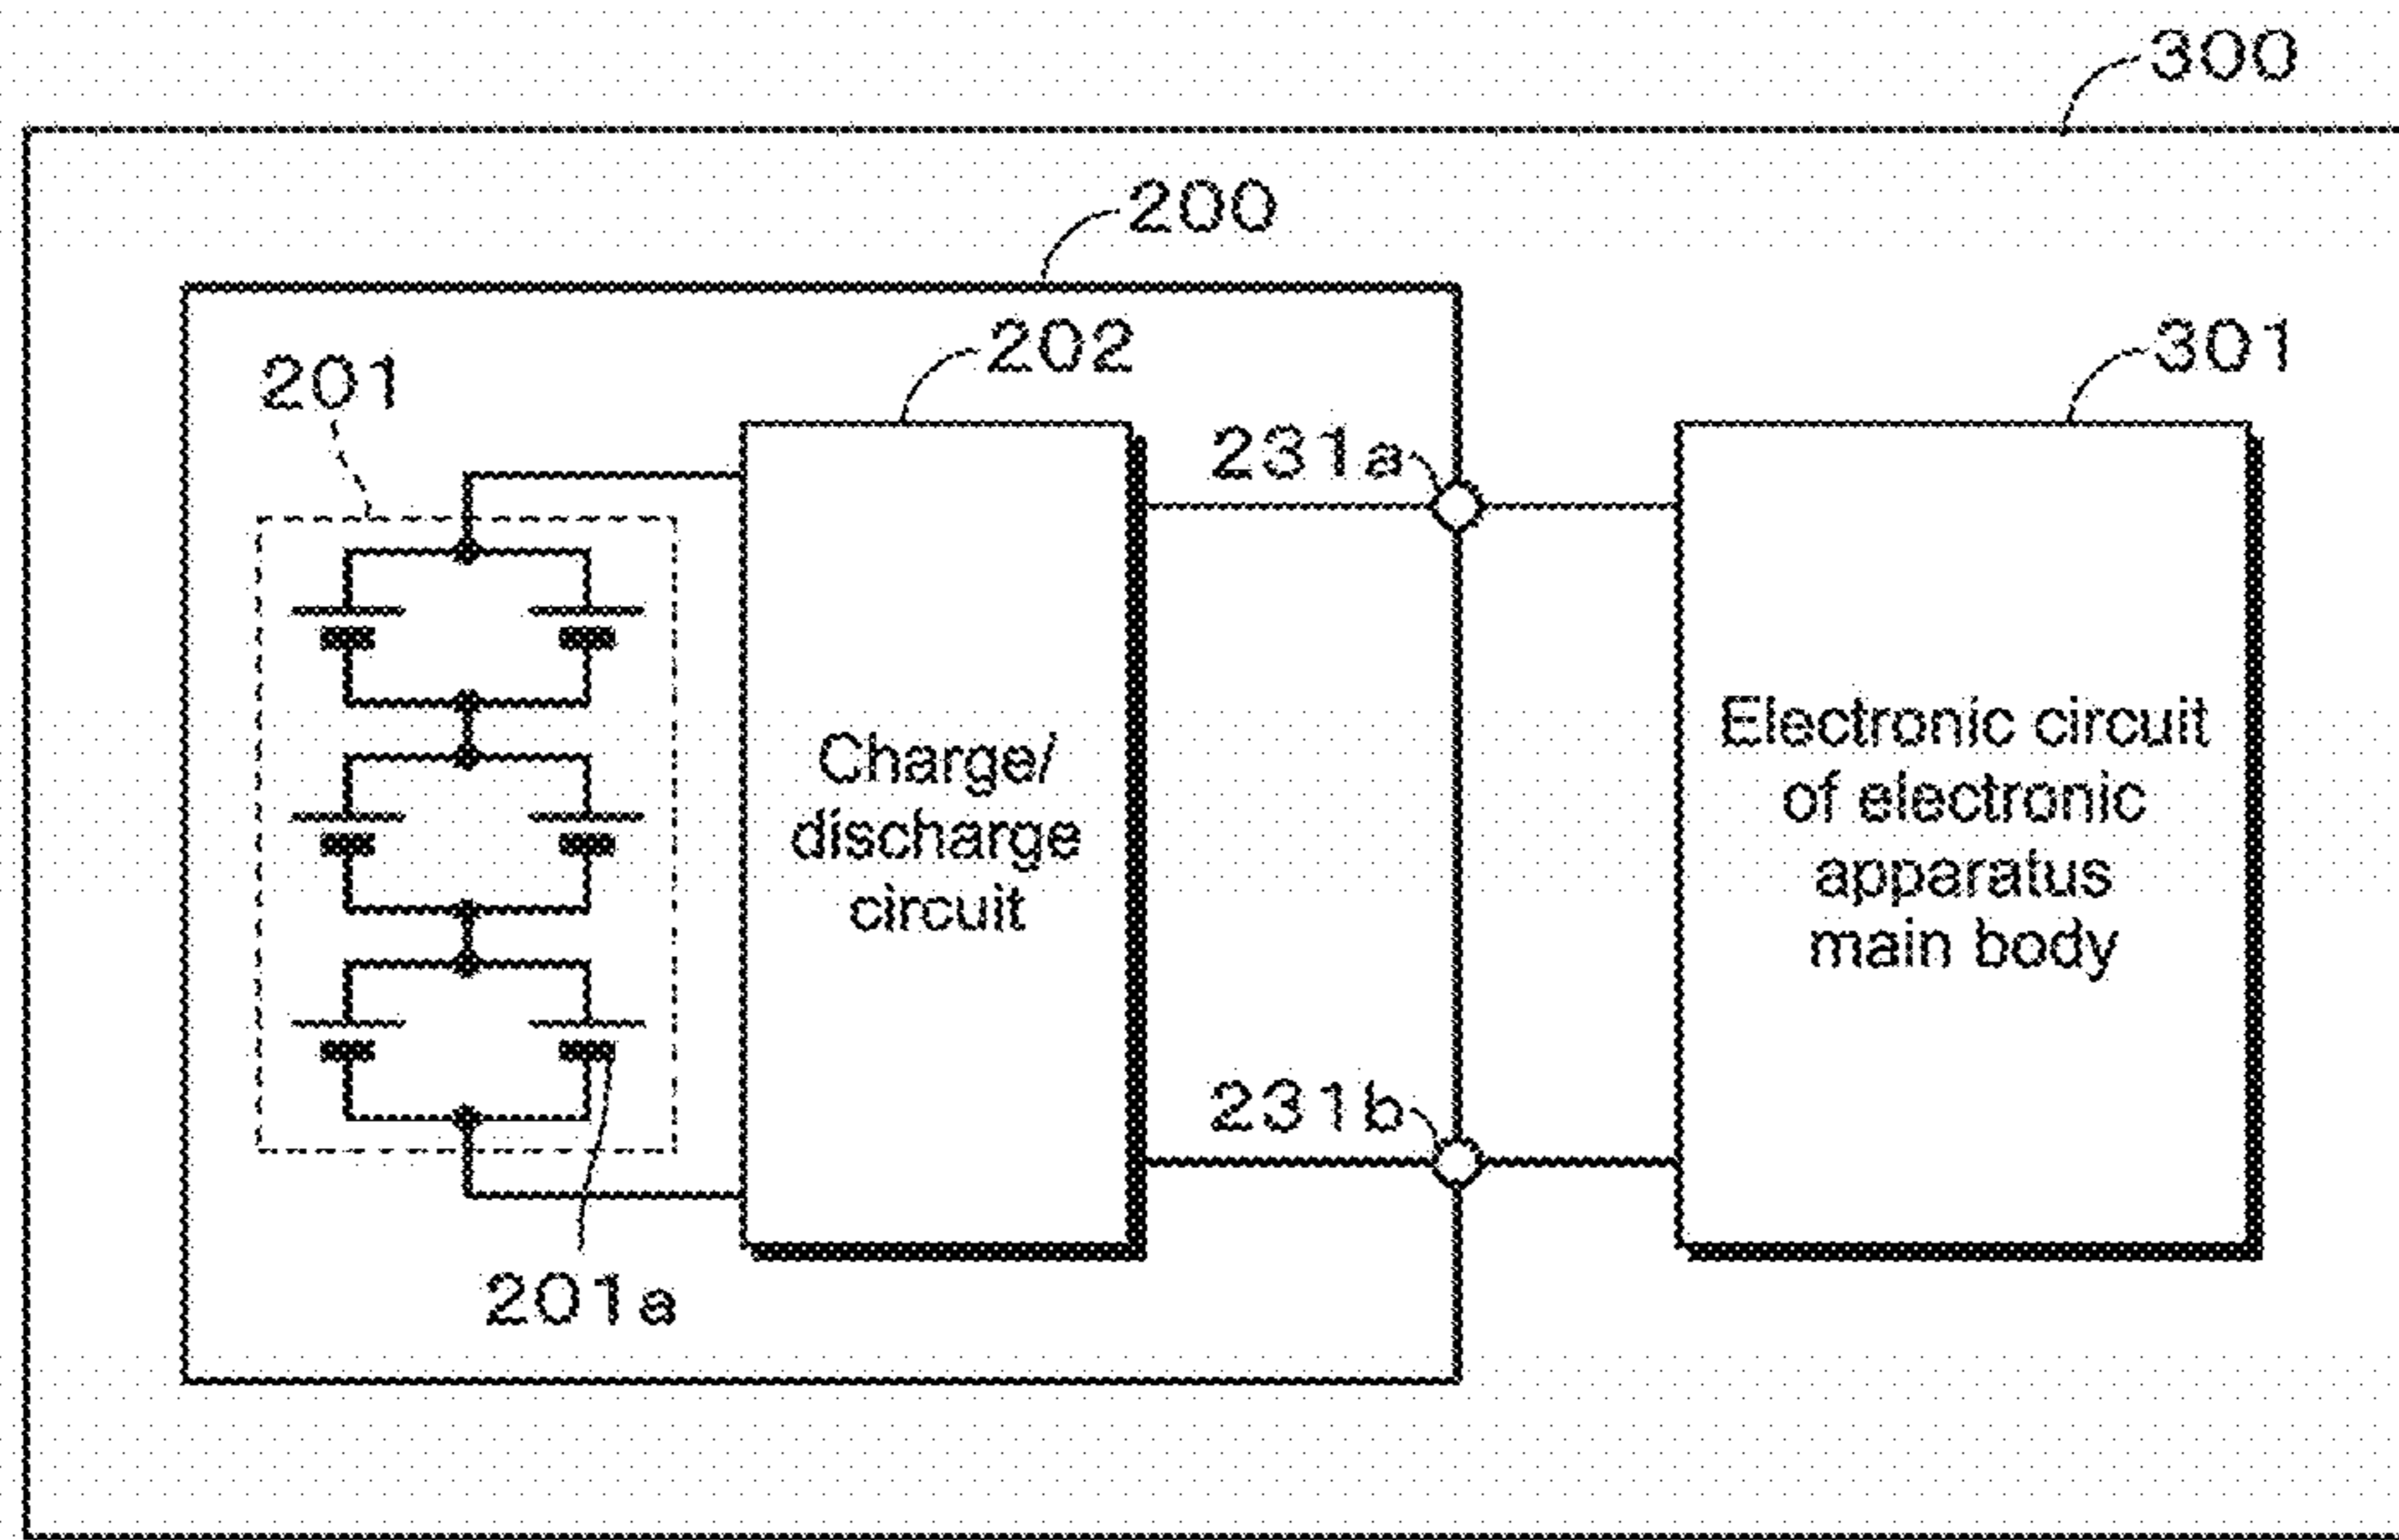 300
200
202
301
201
231a
Charge/
discharge
circuit
Electronic circuit
of electronic
apparatus
main body
231b
201a